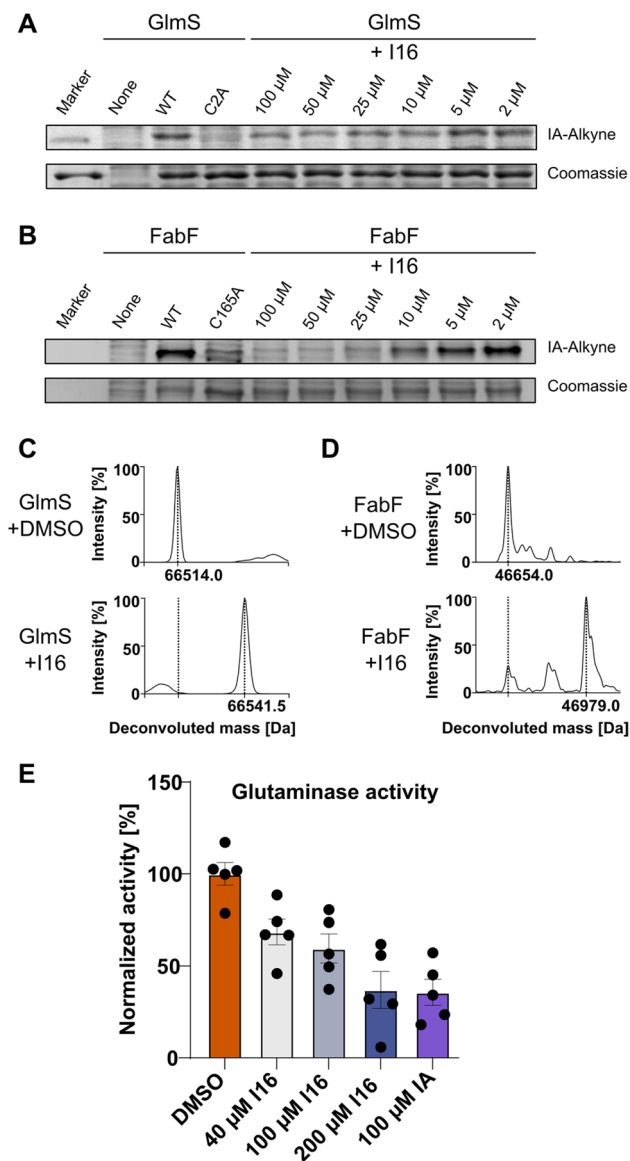 A
GlmS
GlmS
+ I16
Marker
None
WT
C2A
100 µM
50 µM
25 µM
10 µM
5 µM
2 µM
IA-Alkyne
Coomassie
B
FabF
FabF
+ I16
Marker
None
WT
C165A
100 µM
50 µM
25 µM
10 µM
5 µM
2 µM
IA-Alkyne
Coomassie
C
GlmS
+DMSO
Intensity [%]
100
50
0
66514.0
GlmS
+I16
Intensity [%]
100
50
0
66541.5
Deconvoluted mass [Da]
D
FabF
+DMSO
Intensity [%]
100
50
0
46654.0
FabF
+I16
Intensity [%]
100
50
0
46979.0
Deconvoluted mass [Da]
E
Glutaminase activity
Normalized activity [%]
150
100
50
0
DMSO
40 µM I16
100 µM I16
200 µM I16
100 µM IA